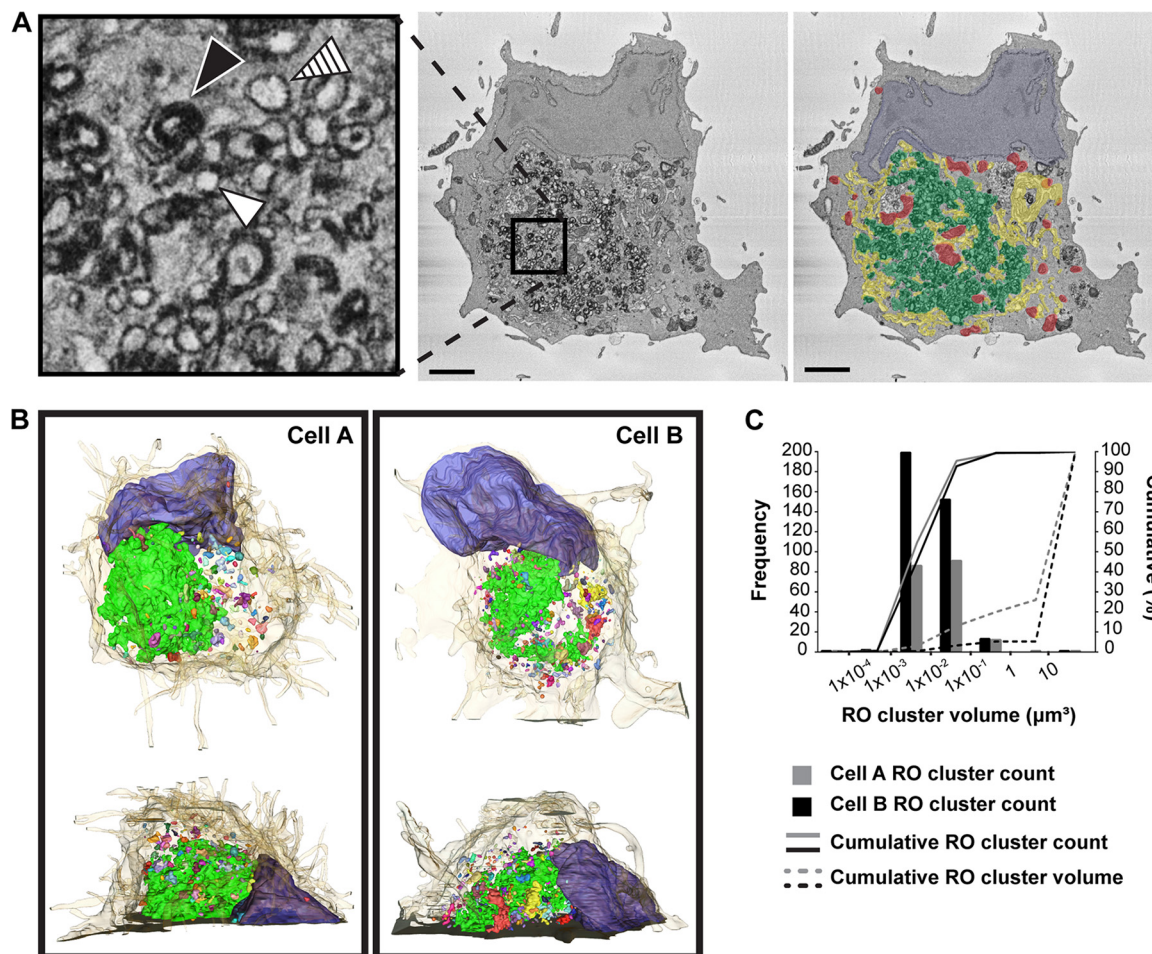 A
B
Cell A
Cell B
C
200
180
160
140
120
100
80
60
40
20
0
Frequency
100
90
80
70
60
50
40
30
20
10
0
Cumulative (%)
1x10-4
1x10-3
1x10-2
1x10-1
1
10
RO cluster volume (µm³)
Cell A RO cluster count
Cell B RO cluster count
Cumulative RO cluster count
Cumulative RO cluster volume